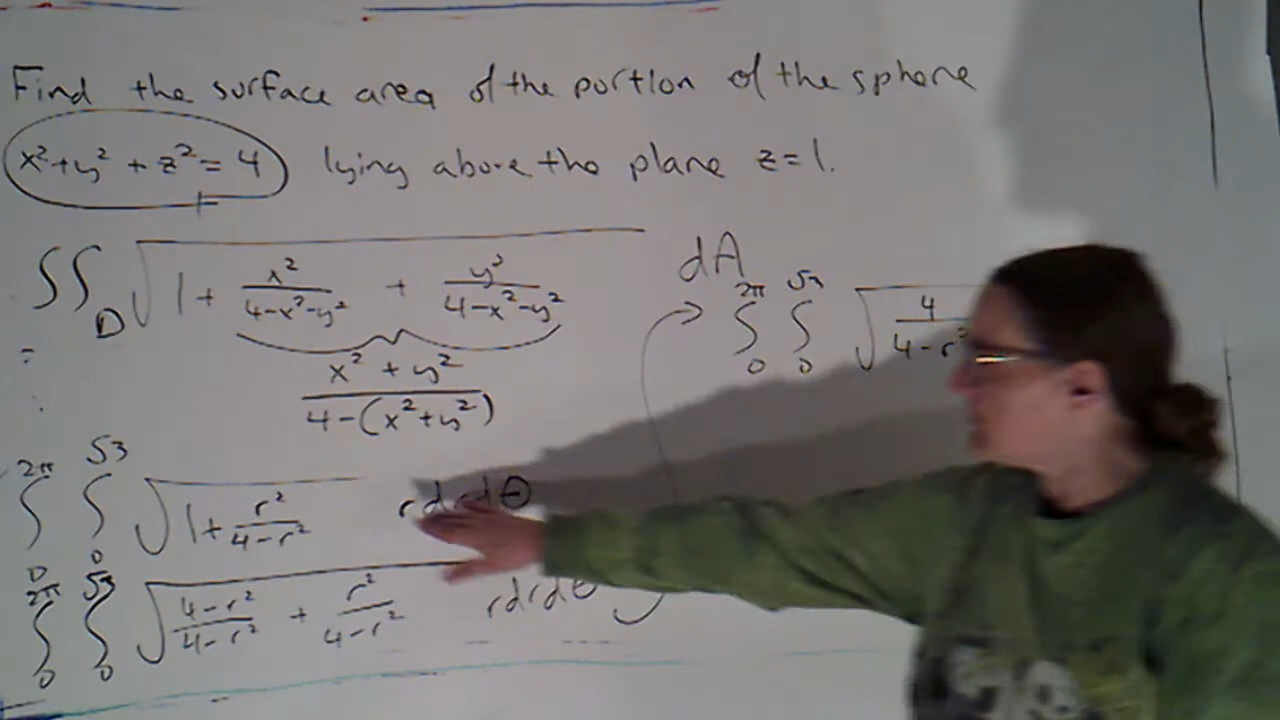 Find the surface area of the portion of the sphere
x² + y² + z² = 4 lying above the plane z = 1.
∫∫_D √(1 + x²/(4-x²-y²) + y²/(4-x²-y²)) dA
(x² + y²)/(4-(x²+y²))
=
∫₀^2π ∫₀^√3 √(1 + r²/(4-r²)) r dr dθ
∫₀^2π ∫₀^√3 √((4-r²)/(4-r²) + r²/(4-r²)) r dr dθ
∫₀^2π ∫₀^√3 √(4/(4-r²